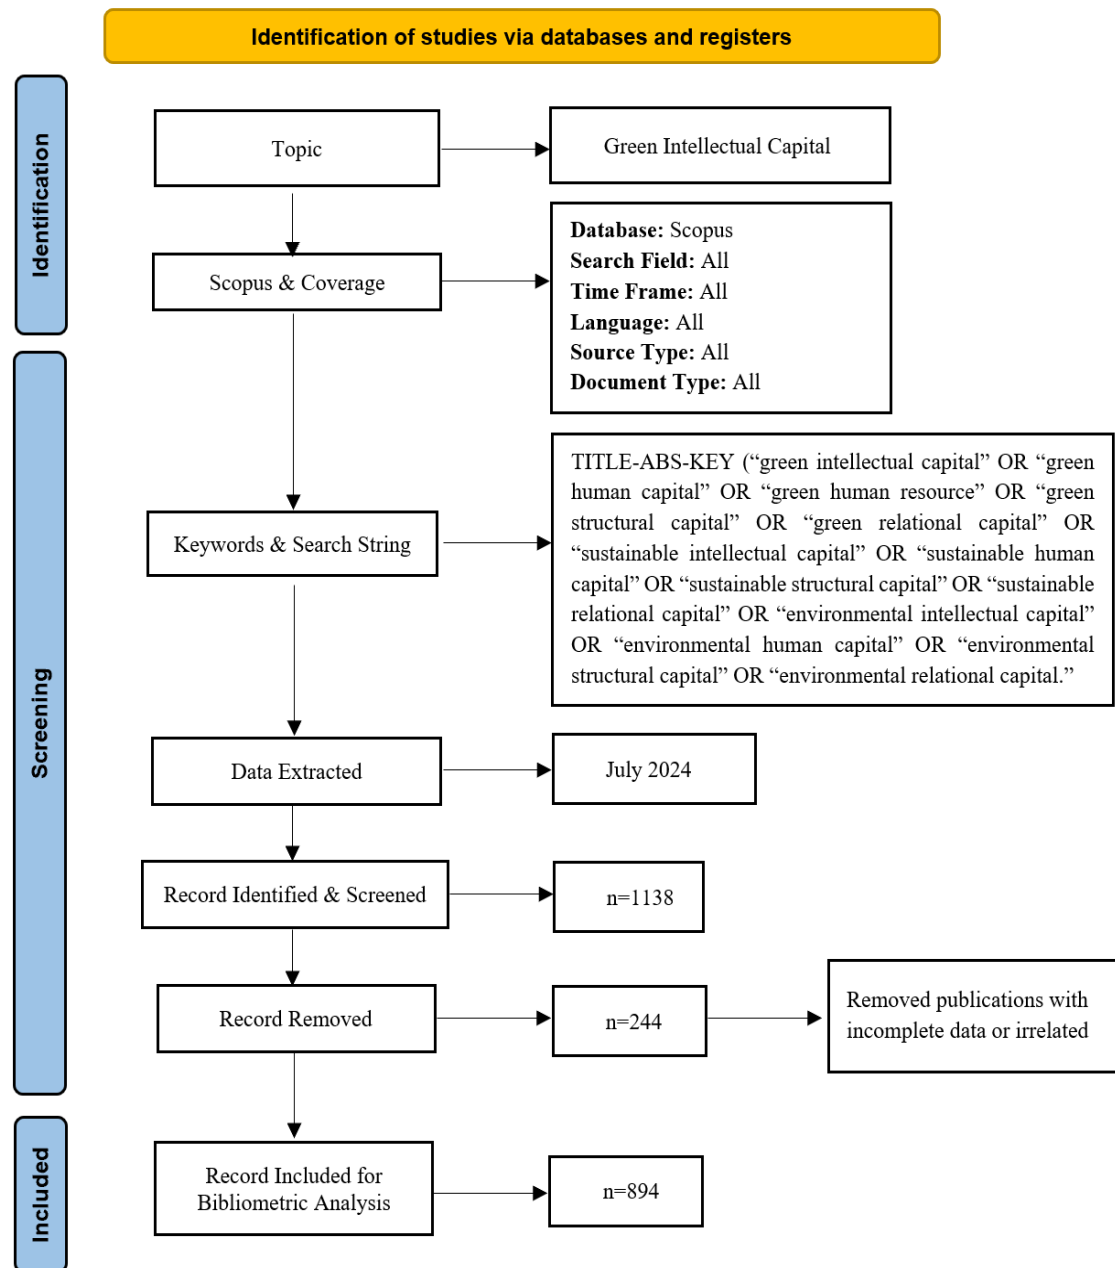 Identification of studies via databases and registers
Identification
Topic
Green Intellectual Capital
Scopus & Coverage
Database: Scopus
Search Field: All
Time Frame: All
Language: All
Source Type: All
Document Type: All
Screening
Keywords & Search String
TITLE-ABS-KEY (“green intellectual capital” OR “green
human capital” OR “green human resource” OR “green
structural capital” OR “green relational capital” OR
“sustainable intellectual capital” OR “sustainable human
capital” OR “sustainable structural capital” OR “sustainable
relational capital” OR “environmental intellectual capital”
OR “environmental human capital” OR “environmental
structural capital” OR “environmental relational capital.”
Data Extracted
July 2024
Record Identified & Screened
n=1138
Record Removed
n=244
Removed publications with
incomplete data or irrelated
Included
Record Included for
Bibliometric Analysis
n=894